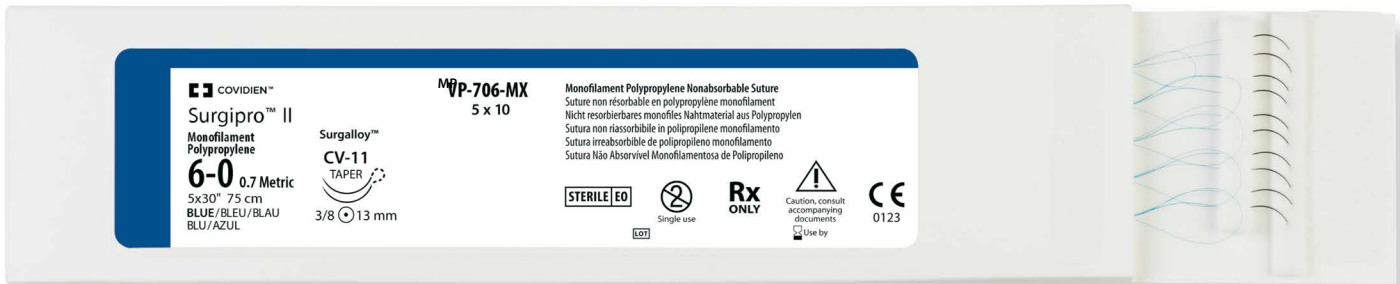 COVIDIEN™
Surgipro™ II
Monofilament
Polypropylene
6-0 0.7 Metric
5x30" 75 cm
BLUE/BLEU/BLAU
BLU/AZUL
Surgalloy™
CV-11
TAPER
3/8 13 mm
VP-706-MX
5 x 10
Monofilament Polypropylene Nonabsorbable Suture
Suture non résorbable en polypropylène monofilament
Nicht resorbierbares monofiles Nahtmaterial aus Polypropylen
Sutura non riassorbibile in polipropilene monofilamento
Sutura irreabsorbible de polipropileno monofilamento
Sutura Não Absorvível Monofilamentosa de Polipropileno
STERILE EO
2
Single use
LOT
Rx
ONLY
!
Caution, consult
accompanying
documents
Use by
CE
0123